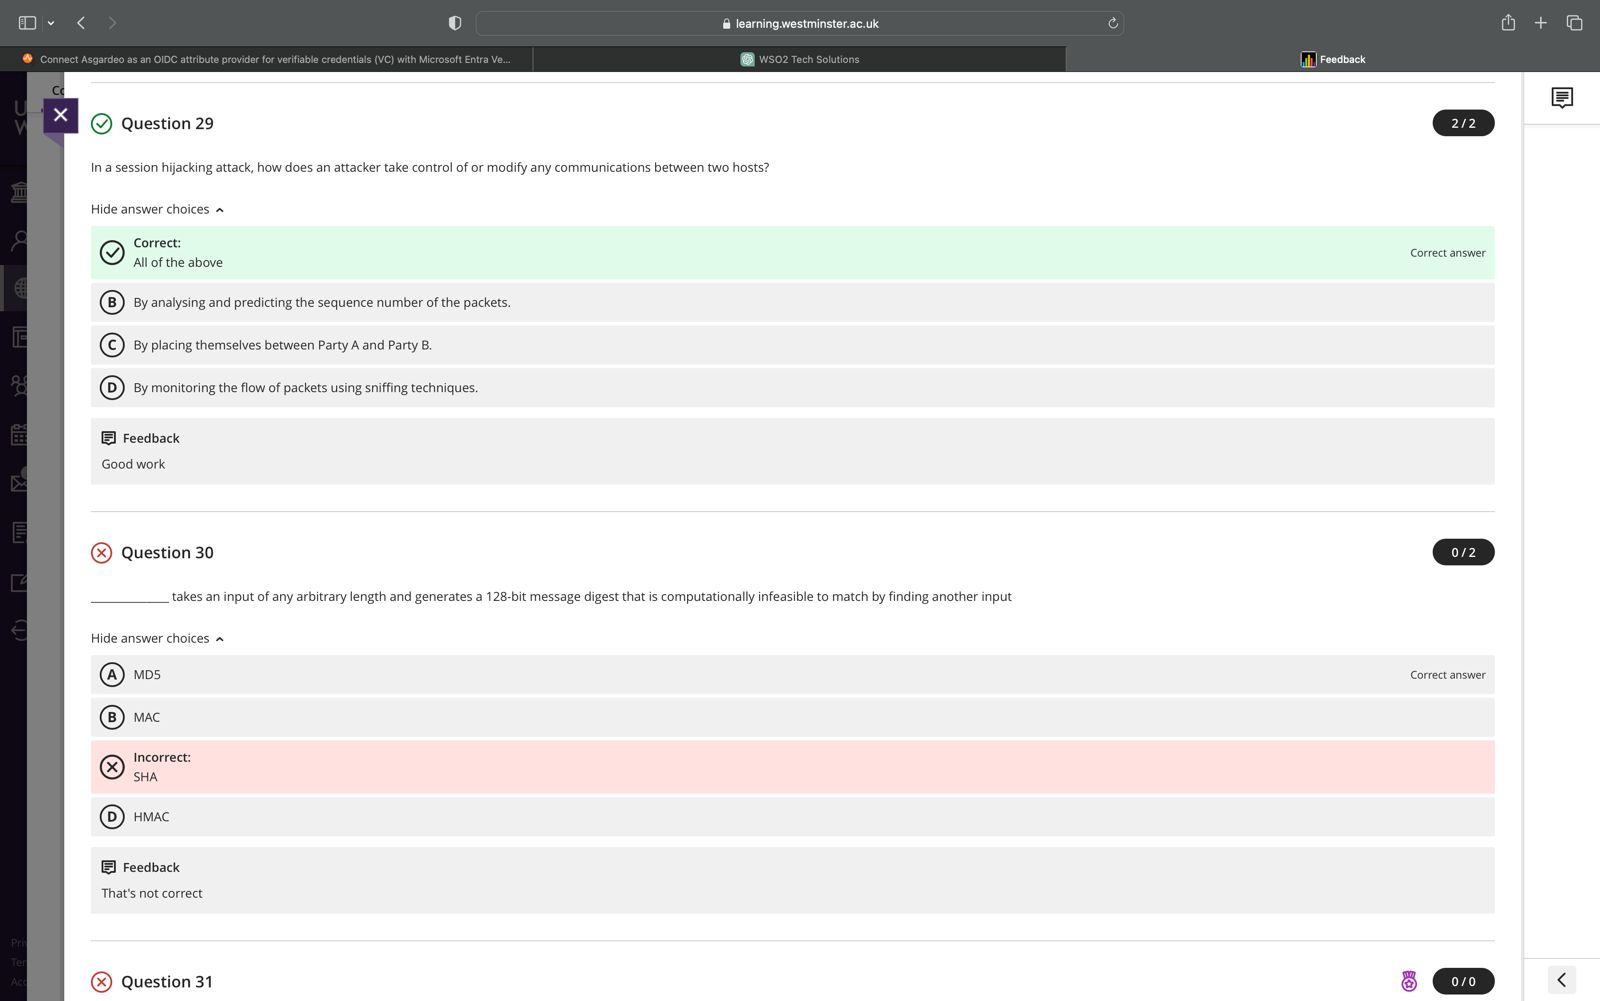 learning.westminster.ac.uk
Connect Asgardeo as an OIDC attribute provider for verifiable credentials (VC) with Microsoft Entra Ve...
WSO2 Tech Solutions
Feedback
Question 29
2 / 2
In a session hijacking attack, how does an attacker take control of or modify any communications between two hosts?
Hide answer choices
Correct:
All of the above
Correct answer
B By analysing and predicting the sequence number of the packets.
C By placing themselves between Party A and Party B.
D By monitoring the flow of packets using sniffing techniques.
Feedback
Good work
Question 30
0 / 2
_____________ takes an input of any arbitrary length and generates a 128-bit message digest that is computationally infeasible to match by finding another input
Hide answer choices
A MD5
Correct answer
B MAC
Incorrect:
SHA
D HMAC
Feedback
That's not correct
Question 31
0 / 0